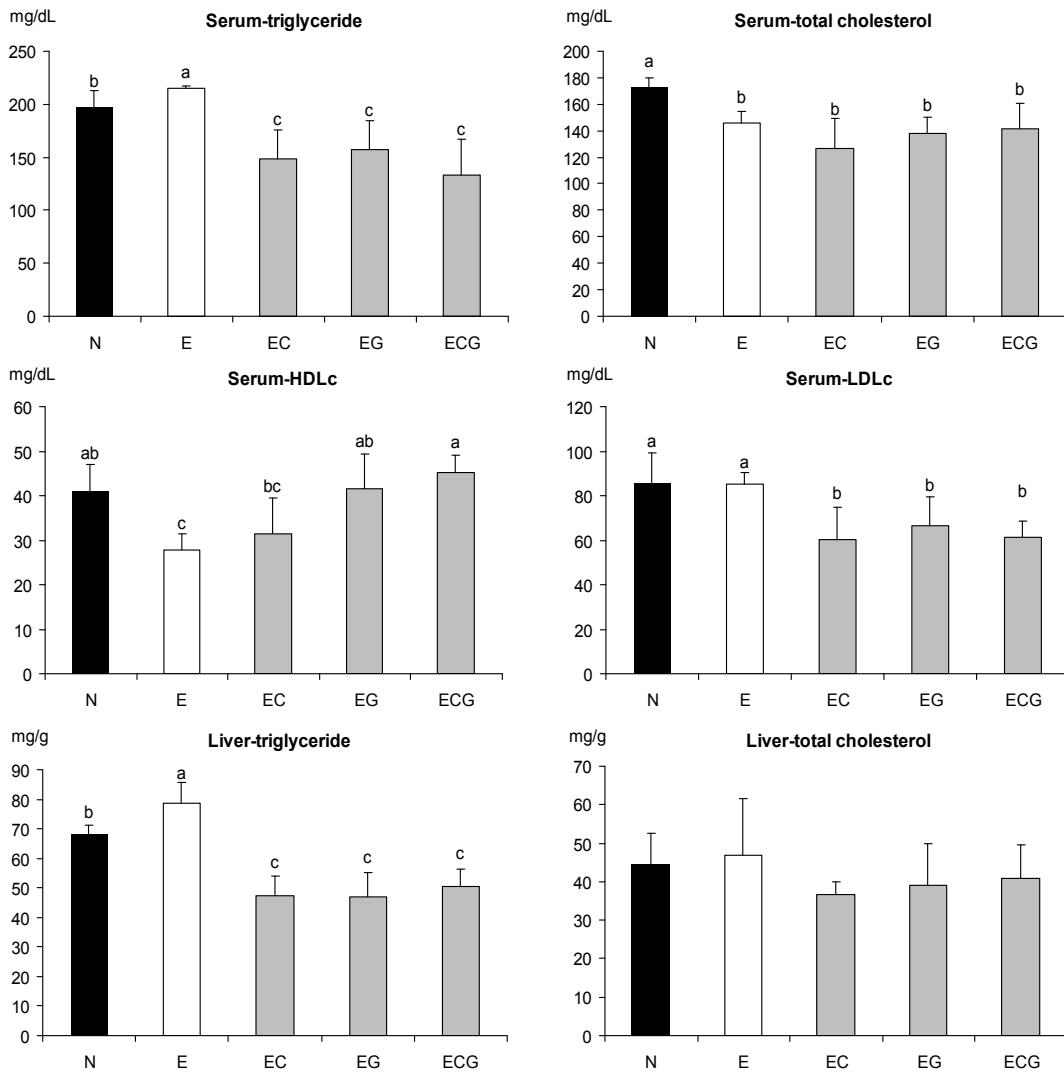 mg/dL
Serum-triglyceride
250
200
150
100
50
0
b
a
c
c
c
N E EC EG ECG
mg/dL
Serum-total cholesterol
200
180
160
140
120
100
80
60
40
20
0
a
b
b
b
b
N E EC EG ECG
mg/dL
Serum-HDLc
60
50
40
30
20
10
0
ab
c
bc
ab
a
N E EC EG ECG
mg/dL
Serum-LDLc
120
100
80
60
40
20
0
a
a
b
b
b
N E EC EG ECG
mg/g
Liver-triglyceride
90
80
70
60
50
40
30
20
10
0
b
a
c
c
c
N E EC EG ECG
mg/g
Liver-total cholesterol
70
60
50
40
30
20
10
0
N E EC EG ECG